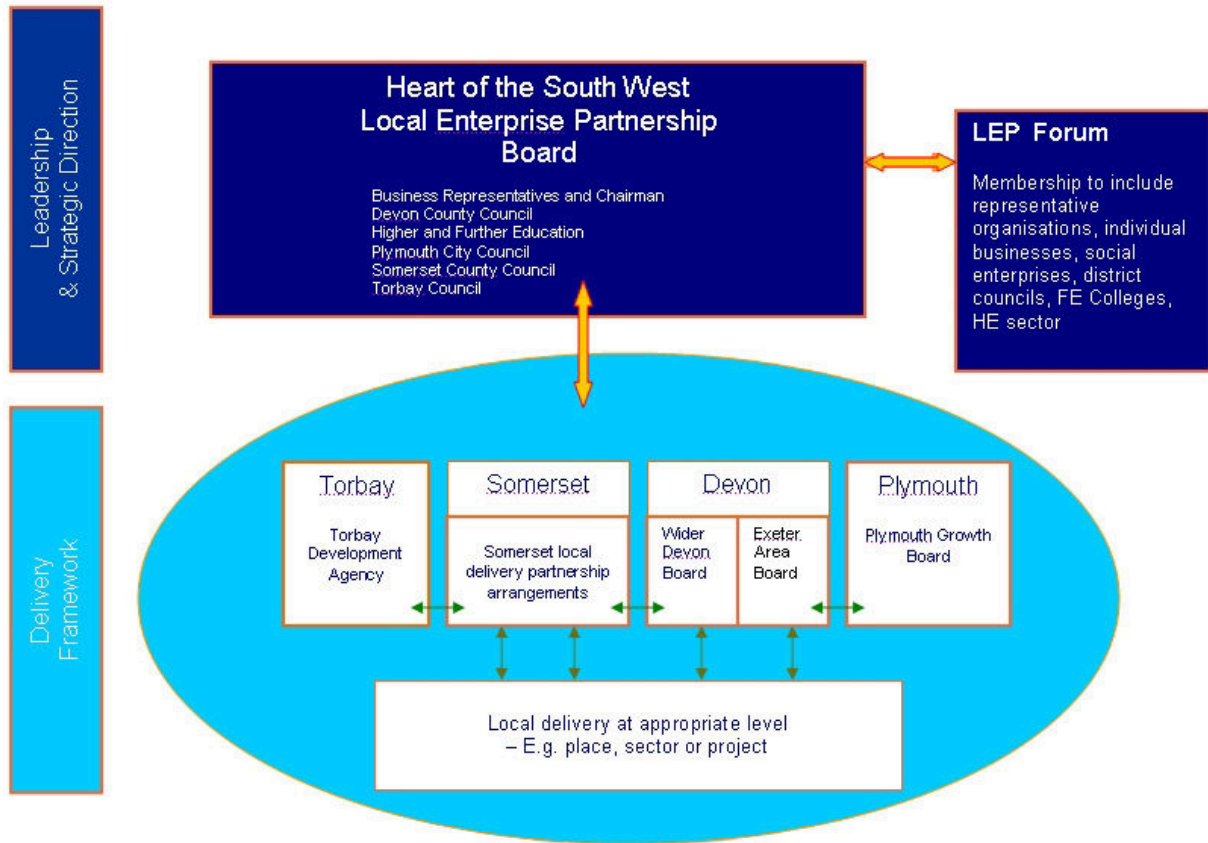 Leadership
& Strategic Direction
Heart of the South West
Local Enterprise Partnership
Board
Business Representatives and Chairman
Devon County Council
Higher and Further Education
Plymouth City Council
Somerset County Council
Torbay Council
LEP Forum
Membership to include
representative
organisations, individual
businesses, social
enterprises, district
councils, FE Colleges,
HE sector
Delivery
Framework
Torbay
Torbay
Development
Agency
Somerset
Somerset local
delivery partnership
arrangements
Devon
Wider
Devon
Board
Exeter
Area
Board
Plymouth
Plymouth Growth
Board
Local delivery at appropriate level
– E.g. place, sector or project